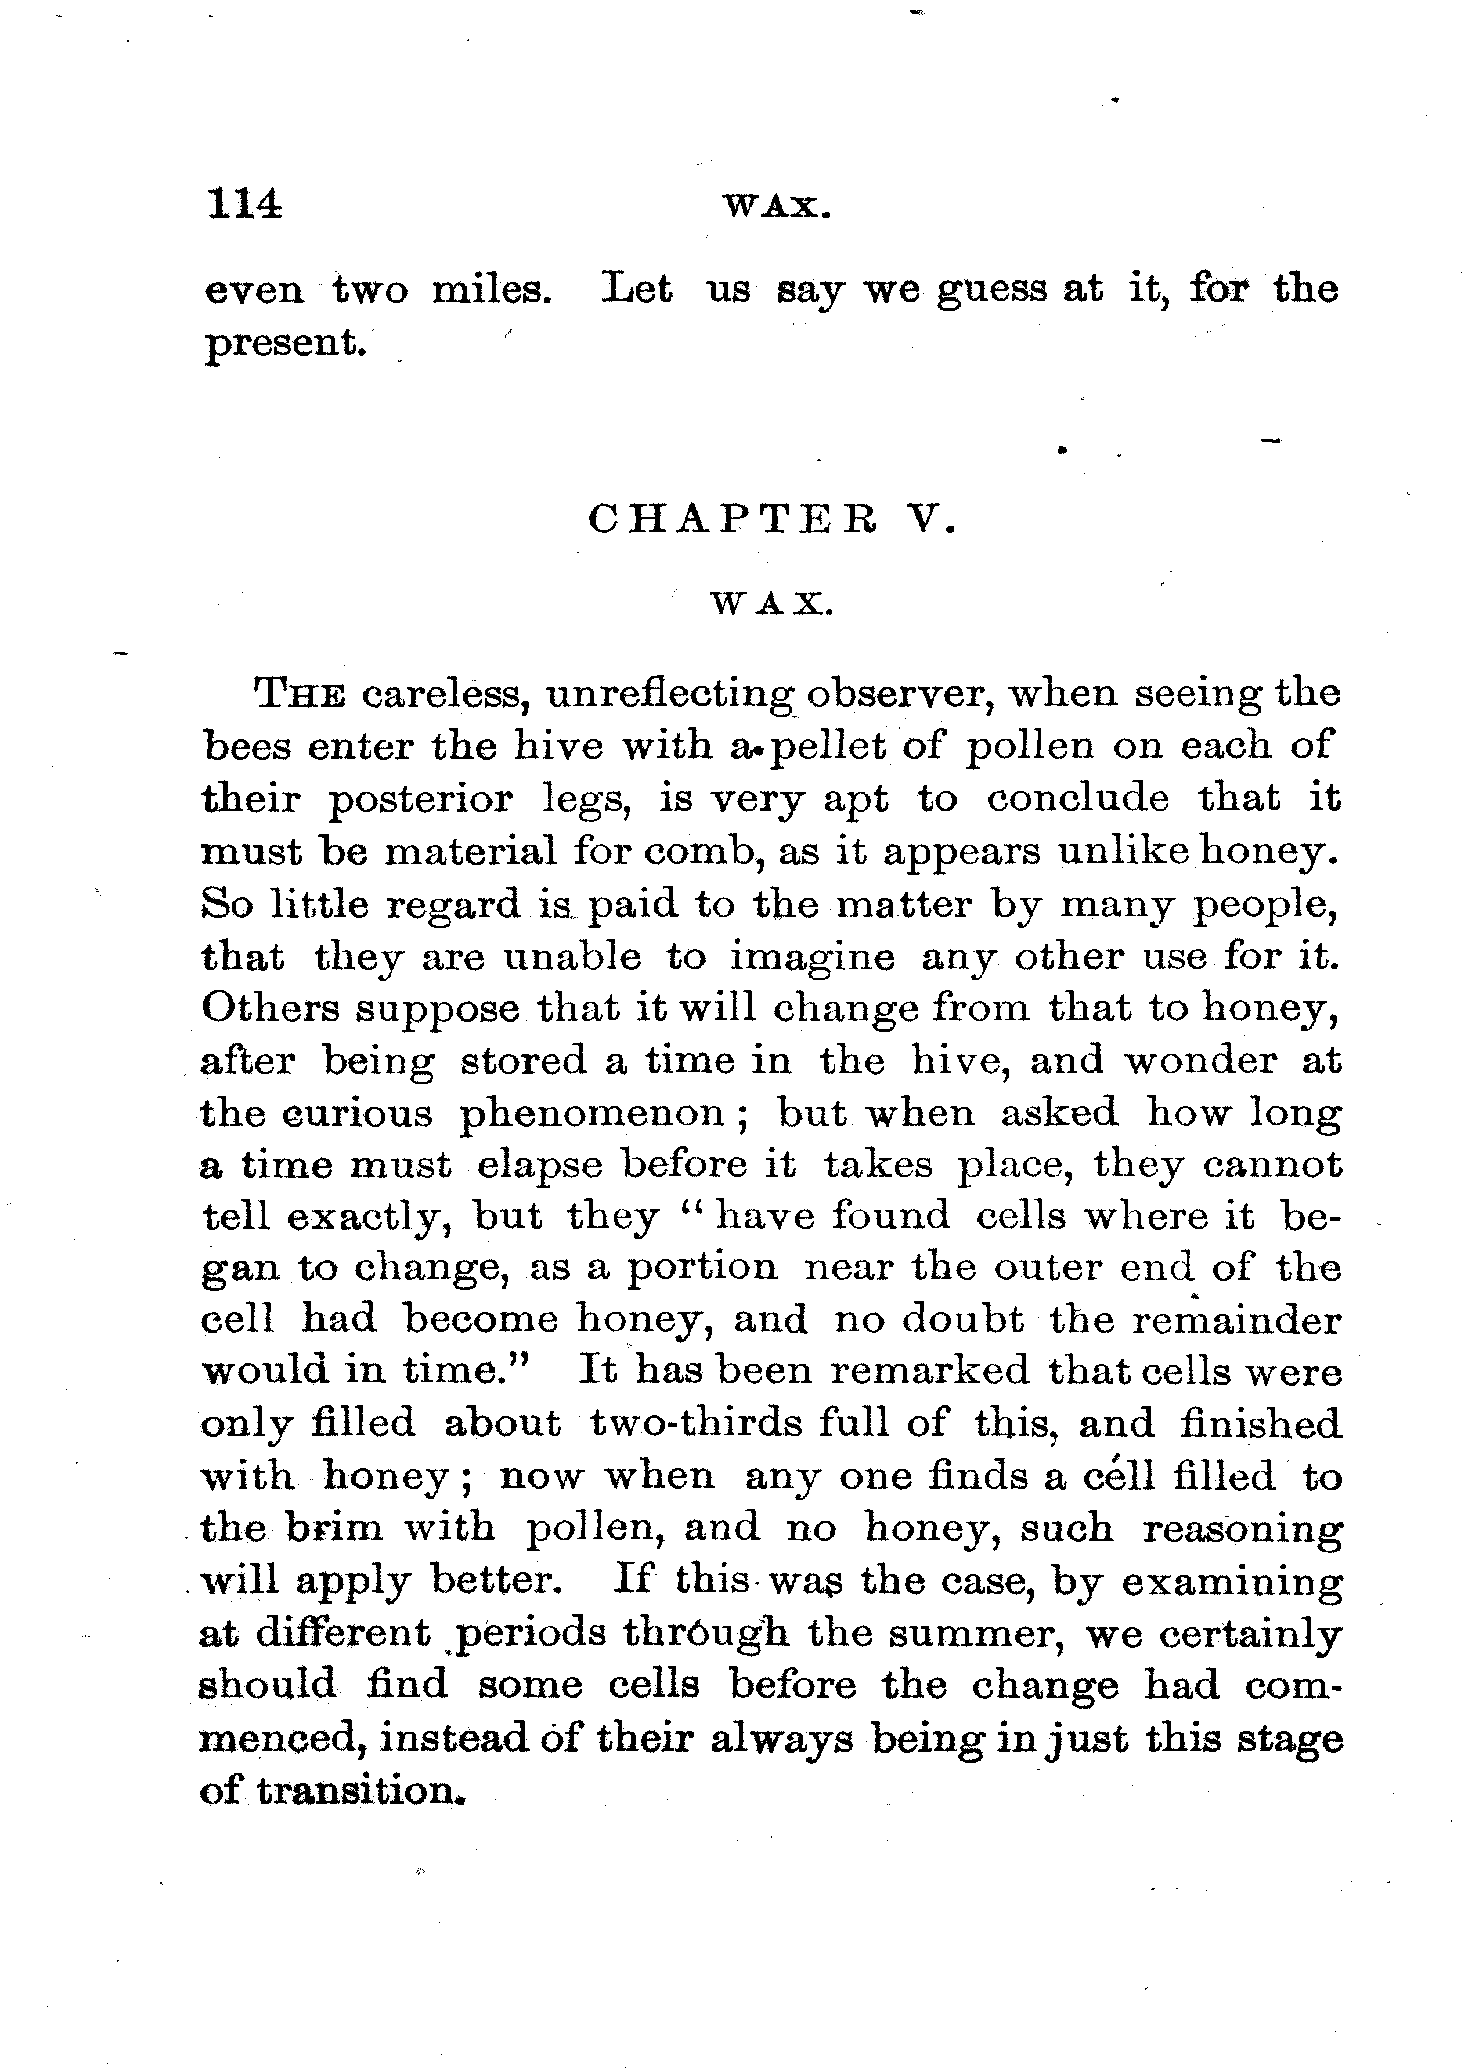 114 WAX.
even two miles. Let us say we guess at it, for the
present.
CHAPTER V.
WAX.
THE careless, unreflecting observer, when seeing the
bees enter the hive with a pellet of pollen on each of
their posterior legs, is very apt to conclude that it
must be material for comb, as it appears unlike honey.
So little regard is paid to the matter by many people,
that they are unable to imagine any other use for it.
Others suppose that it will change from that to honey,
after being stored a time in the hive, and wonder at
the curious phenomenon ; but when asked how long
a time must elapse before it takes place, they cannot
tell exactly, but they “ have found cells where it be-
gan to change, as a portion near the outer end of the
cell had become honey, and no doubt the remainder
would in time.” It has been remarked that cells were
only filled about two-thirds full of this, and finished
with honey ; now when any one finds a cell filled to
the brim with pollen, and no honey, such reasoning
will apply better. If this was the case, by examining
at different periods through the summer, we certainly
should find some cells before the change had com-
menced, instead of their always being in just this stage
of transition.